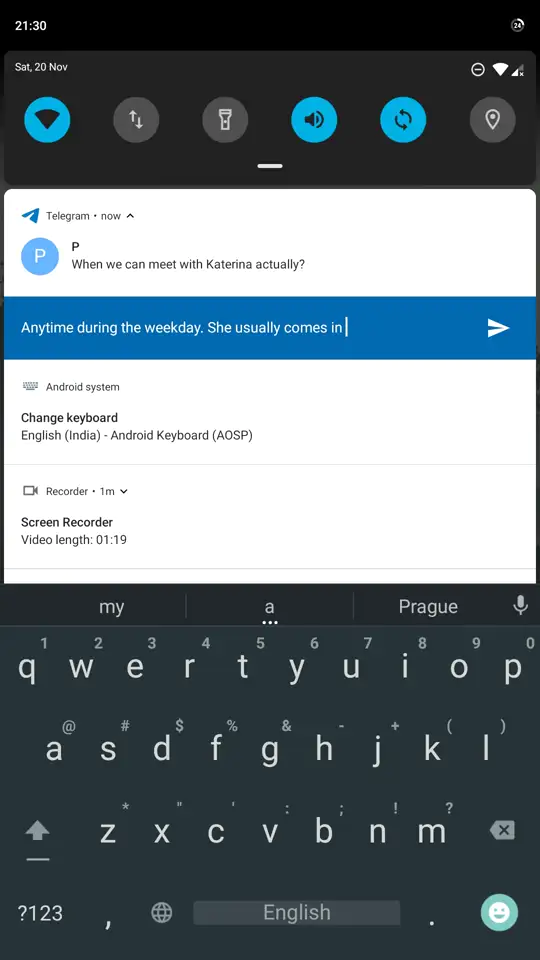 21:30
24
Sat, 20 Nov
Telegram • now
P
P
When we can meet with Katerina actually?
Anytime during the weekday. She usually comes in
Android system
Change keyboard
English (India) - Android Keyboard (AOSP)
Recorder • 1m
Screen Recorder
Video length: 01:19
my a Prague
1 2 3 4 5 6 7 8 9 0
q w e r t y u i o p
@ # $ % & - + ( )
a s d f g h j k l
* " ' : ; ! ?
z x c v b n m
?123 , English .